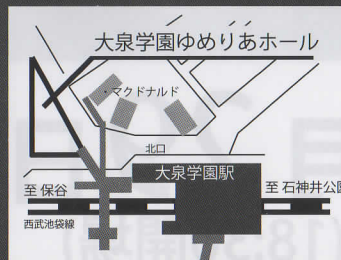 大泉学園ゆめりあホール
・マクドナルド
北口
大泉学園駅
至 保谷
至 石神井公園
西武池袋線